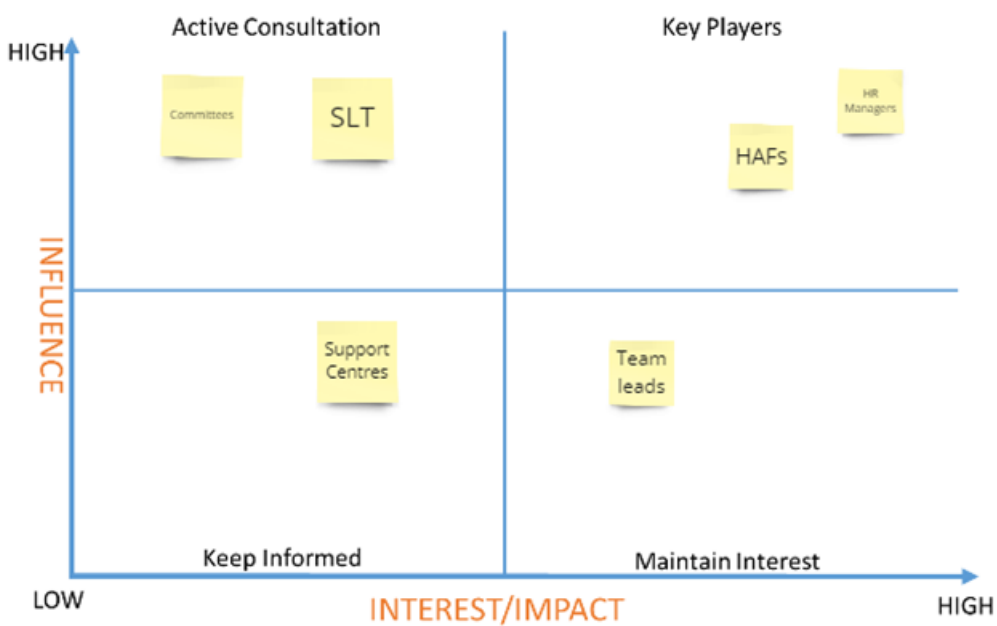 Active Consultation
Key Players
HIGH
Committees
SLT
HR
Managers
HAFs
INFLUENCE
Support
Centres
Team
leads
Keep Informed
Maintain Interest
LOW
INTEREST/IMPACT
HIGH